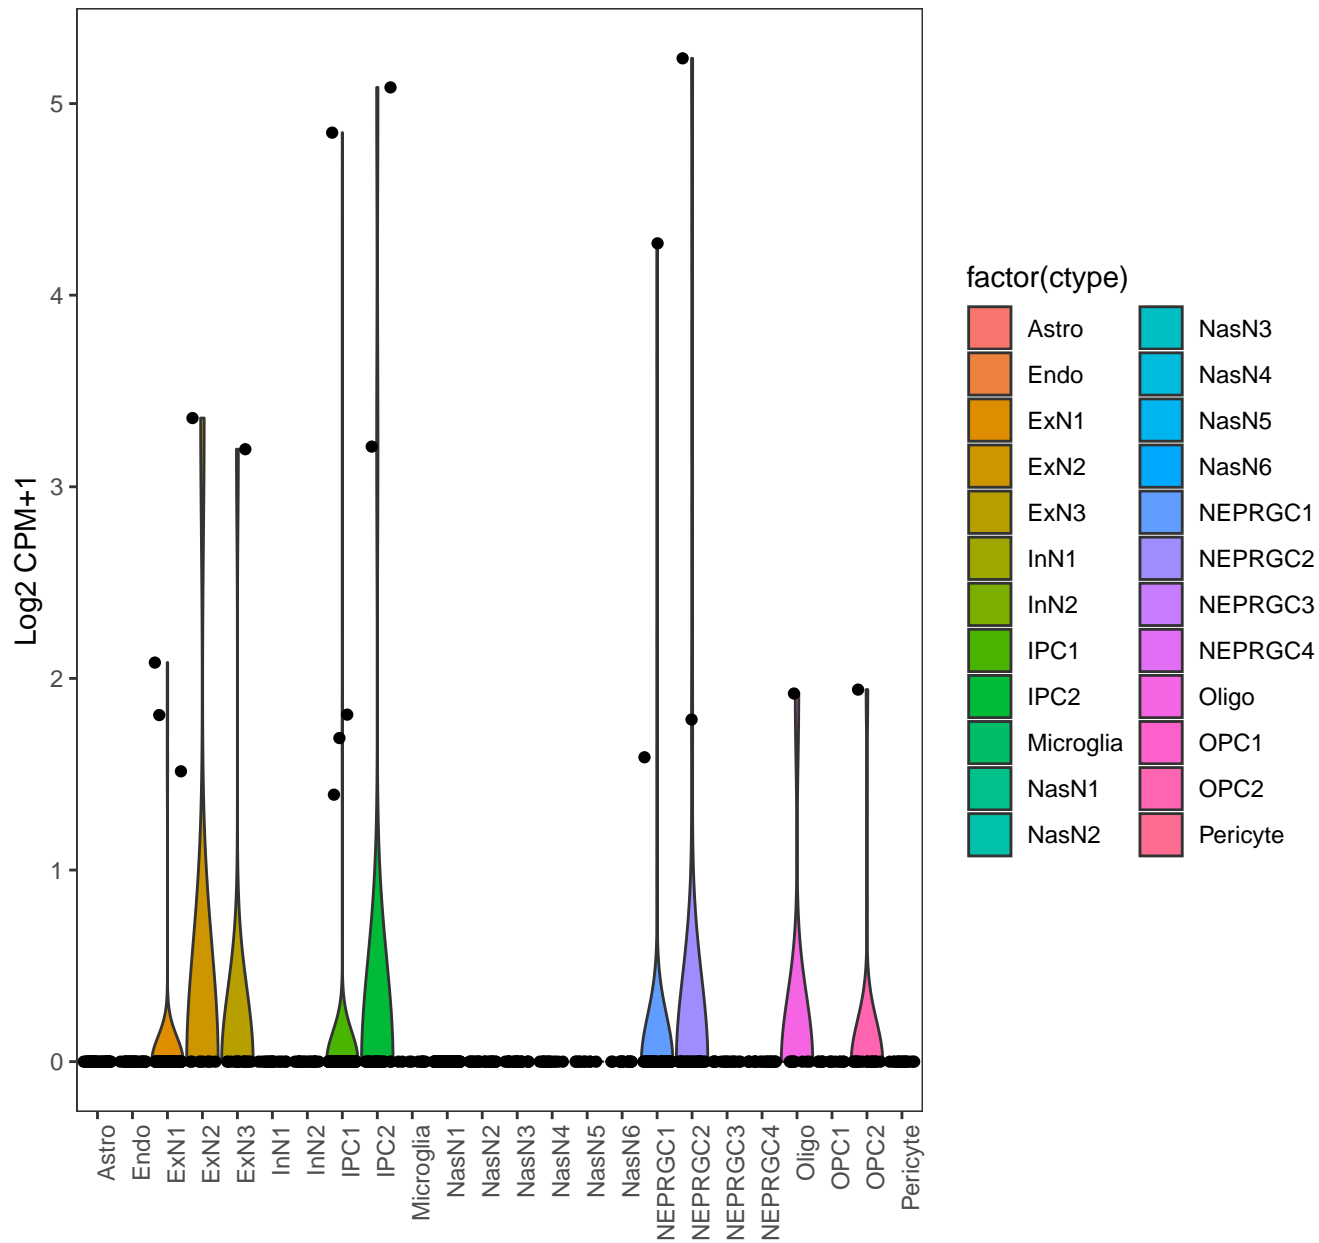 5
4
3
2
1
0
Log2 CPM+1
Astro
Endo
ExN1
ExN2
ExN3
InN1
InN2
IPC1
IPC2
Microglia
NasN1
NasN2
NasN3
NasN4
NasN5
NasN6
NEPRGC1
NEPRGC2
NEPRGC3
NEPRGC4
Oligo
OPC1
OPC2
Pericyte
factor(ctype)
Astro
Endo
ExN1
ExN2
ExN3
InN1
InN2
IPC1
IPC2
Microglia
NasN1
NasN2
NasN3
NasN4
NasN5
NasN6
NEPRGC1
NEPRGC2
NEPRGC3
NEPRGC4
Oligo
OPC1
OPC2
Pericyte